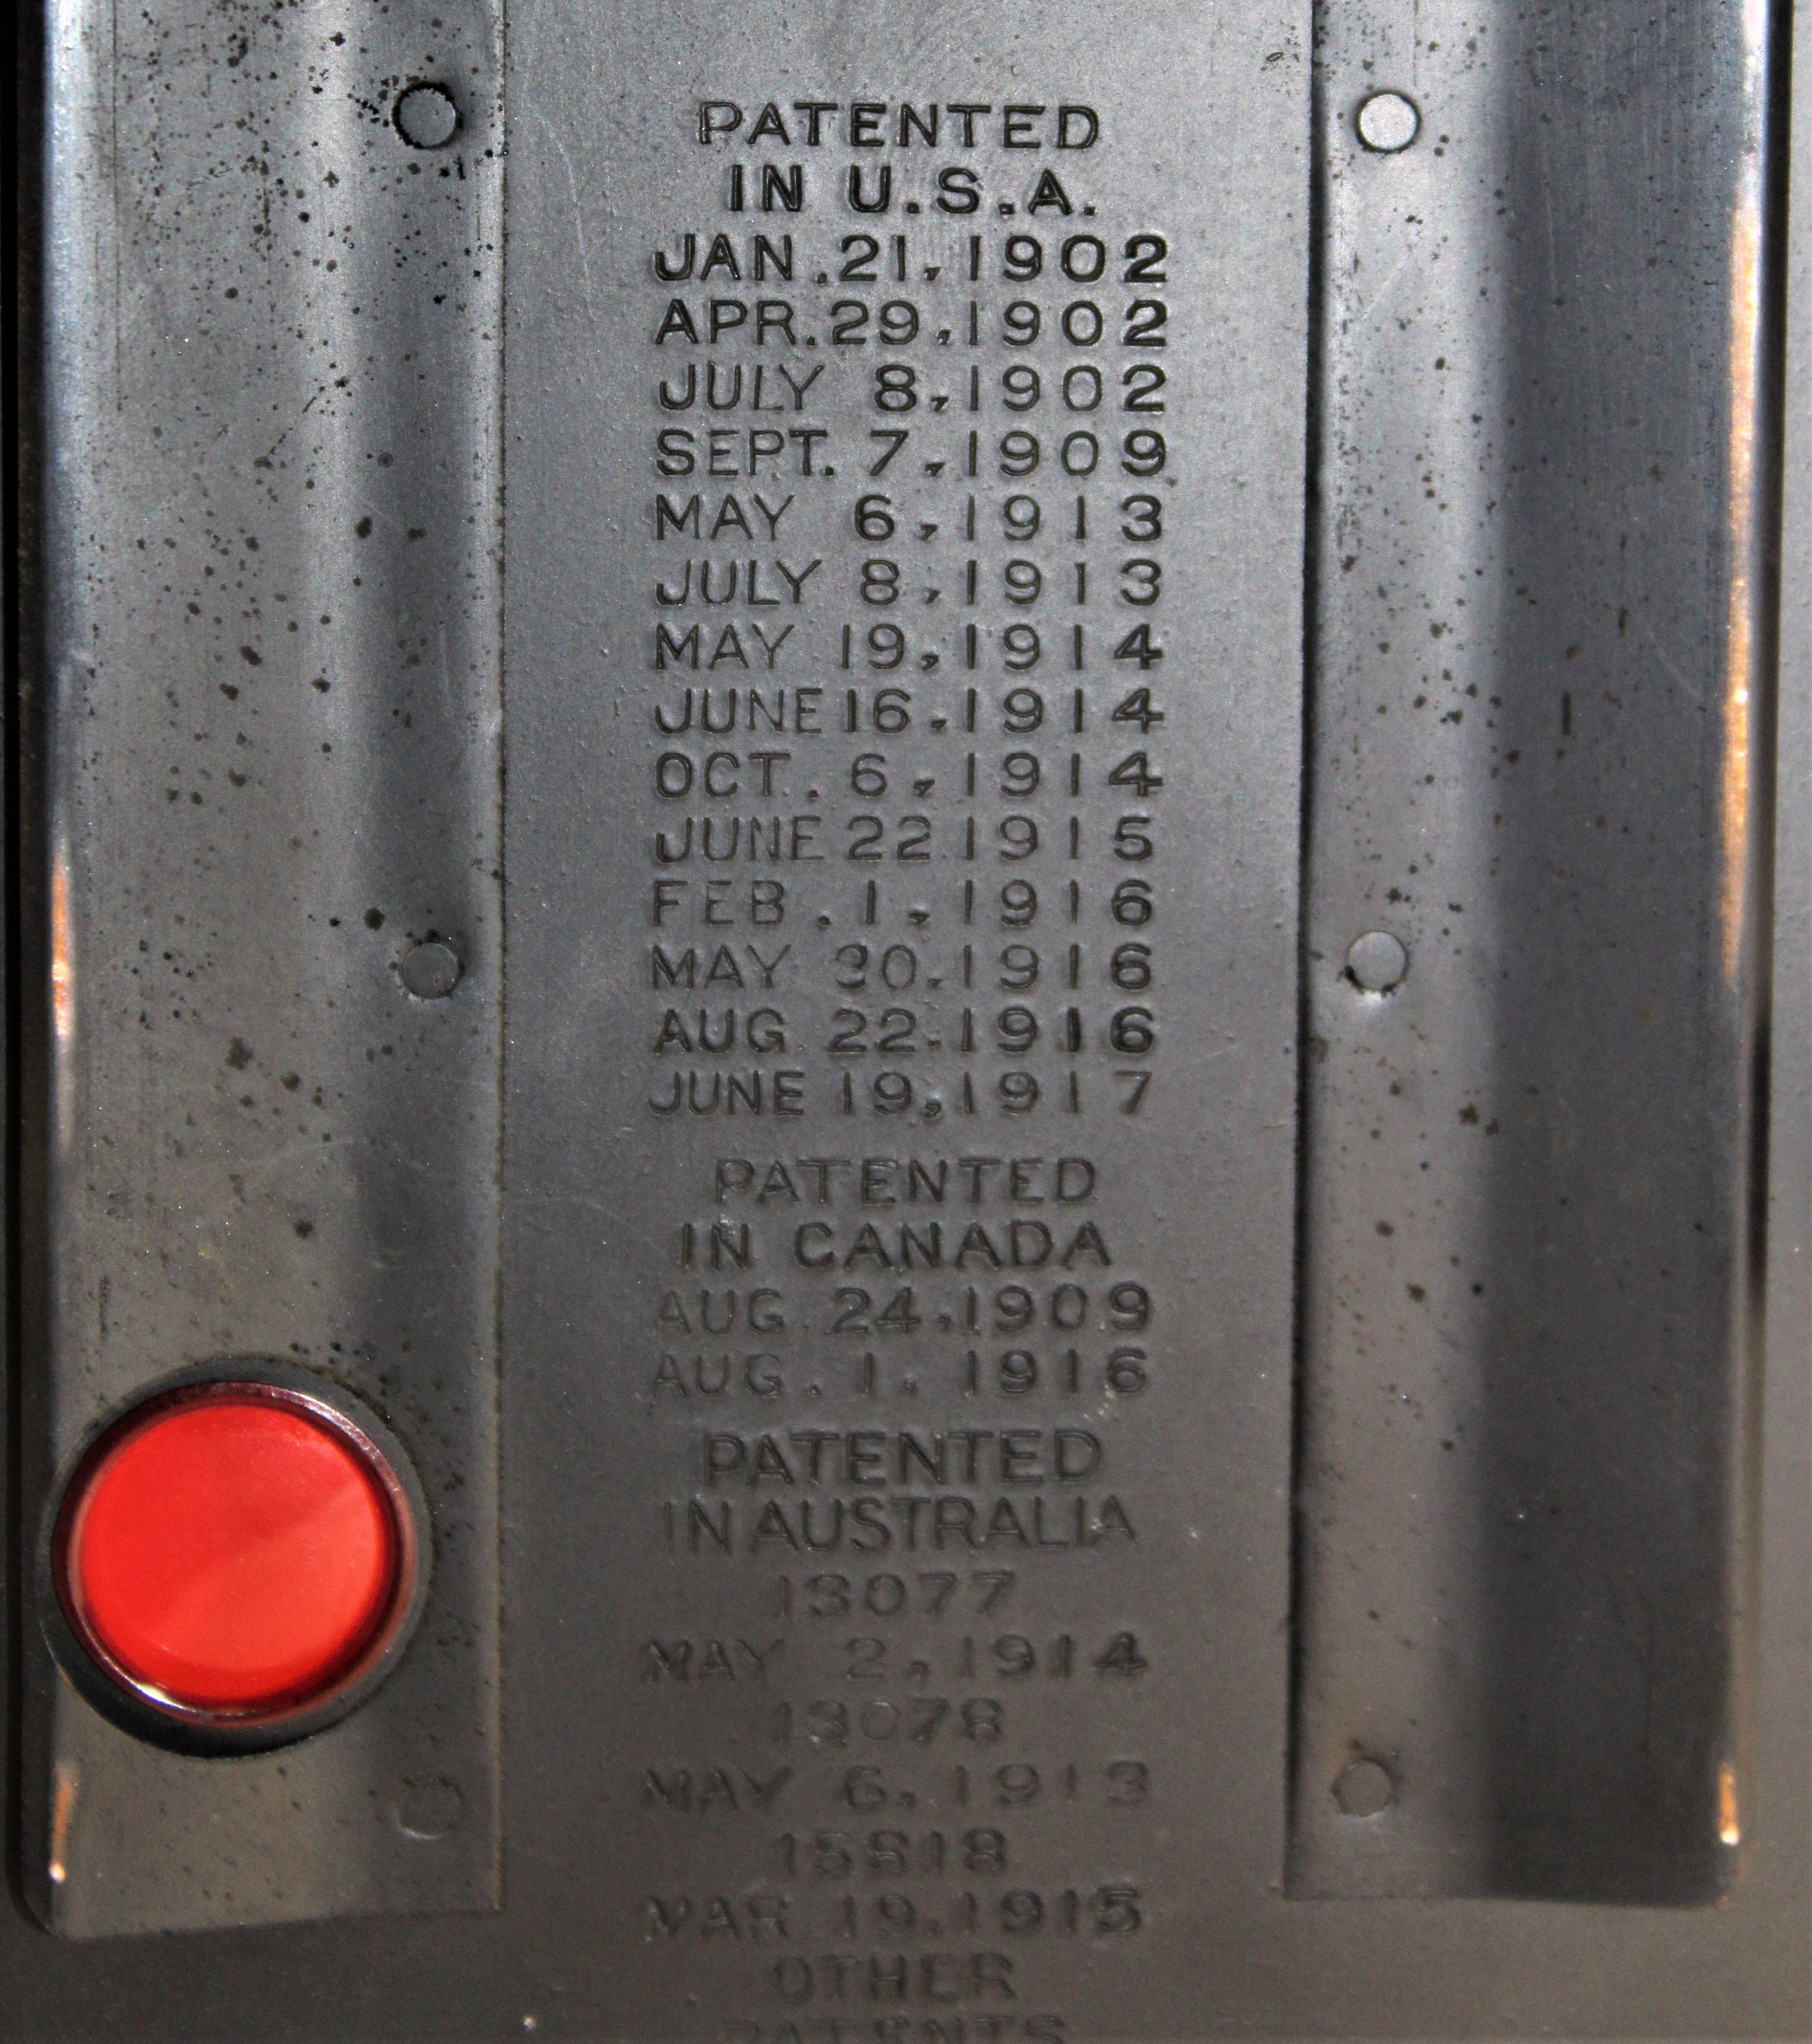 PATENTED
IN U.S.A.
JAN.21,1902
APR.29,1902
JULY 8,1902
SEPT. 7,1909
MAY 6,1913
JULY 8,1913
MAY 19,1914
JUNE 16,1914
OCT. 6,1914
JUNE 22.1915
FEB. 1,1916
MAY 30.1916
AUG. 22.1916
JUNE 19,1917
PATENTED
IN CANADA
AUG. 24,1909
AUG. 1. 1916
PATENTED
IN AUSTRALIA
13077
MAY 2,1914
13078
MAY 6,1913
MAR 19,1915
OTHER
PATENTS